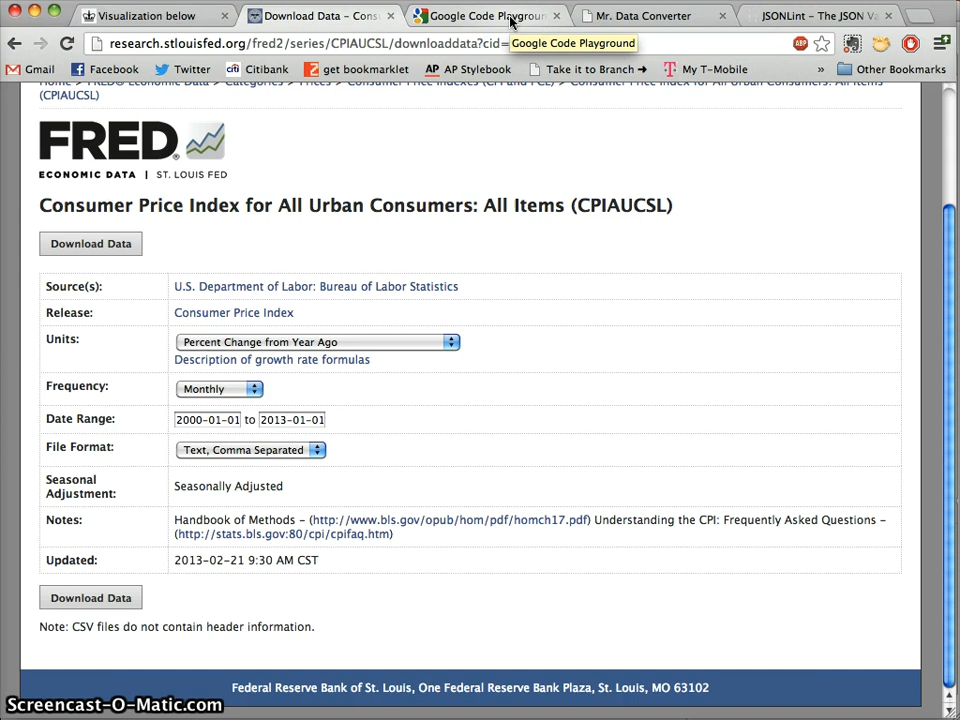 Visualization below
Download Data – Cons
Google Code Playgroun
Mr. Data Converter
JSONLint – The JSON Va
research.stlouisfed.org/fred2/series/CPIAUCSL/downloaddata?cid=
Google Code Playground
ABP
Gmail
Facebook
Twitter
citi Citibank
get bookmarklet
AP AP Stylebook
Take it to Branch →
My T-Mobile
»
Other Bookmarks
(CPIAUCSL)
FRED®
ECONOMIC DATA | ST. LOUIS FED
Consumer Price Index for All Urban Consumers: All Items (CPIAUCSL)
Download Data
Source(s): U.S. Department of Labor: Bureau of Labor Statistics
Release: Consumer Price Index
Units: Percent Change from Year Ago
Description of growth rate formulas
Frequency: Monthly
Date Range: 2000-01-01 to 2013-01-01
File Format: Text, Comma Separated
Seasonal
Adjustment: Seasonally Adjusted
Notes: Handbook of Methods – (http://www.bls.gov/opub/hom/pdf/homch17.pdf) Understanding the CPI: Frequently Asked Questions –
(http://stats.bls.gov:80/cpi/cpifaq.htm)
Updated: 2013-02-21 9:30 AM CST
Download Data
Note: CSV files do not contain header information.
Federal Reserve Bank of St. Louis, One Federal Reserve Bank Plaza, St. Louis, MO 63102
Screencast-O-Matic.com